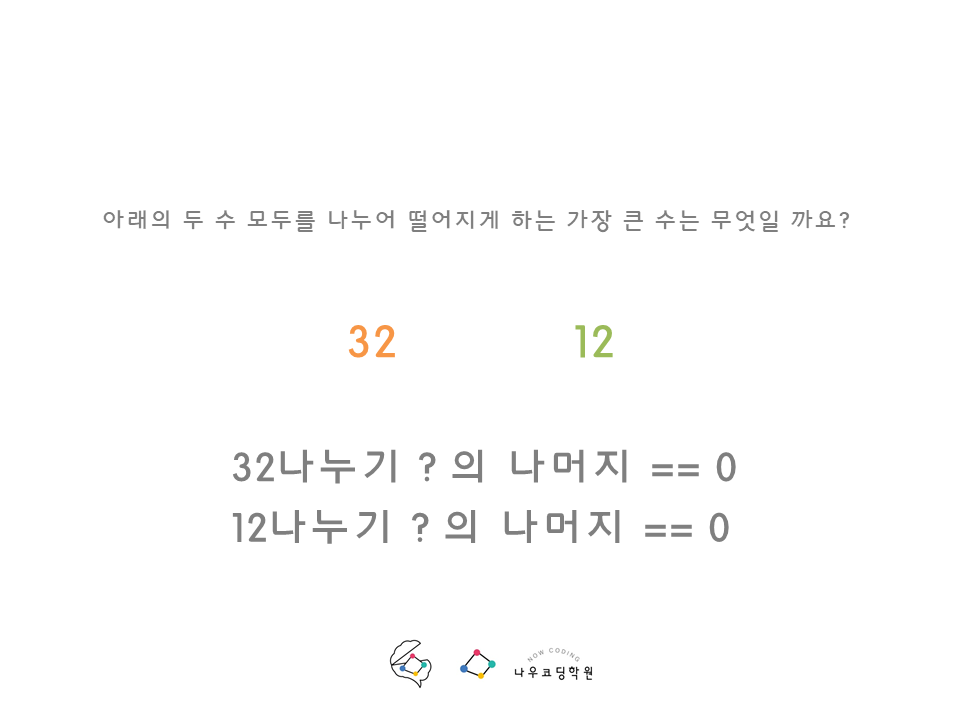 아래의 두 수 모두를 나누어 떨어지게 하는 가장 큰 수는 무엇일 까요?
32 12
32나누기 ? 의 나머지 == 0
12나누기 ? 의 나머지 == 0
NOW CODING
나우코딩학원